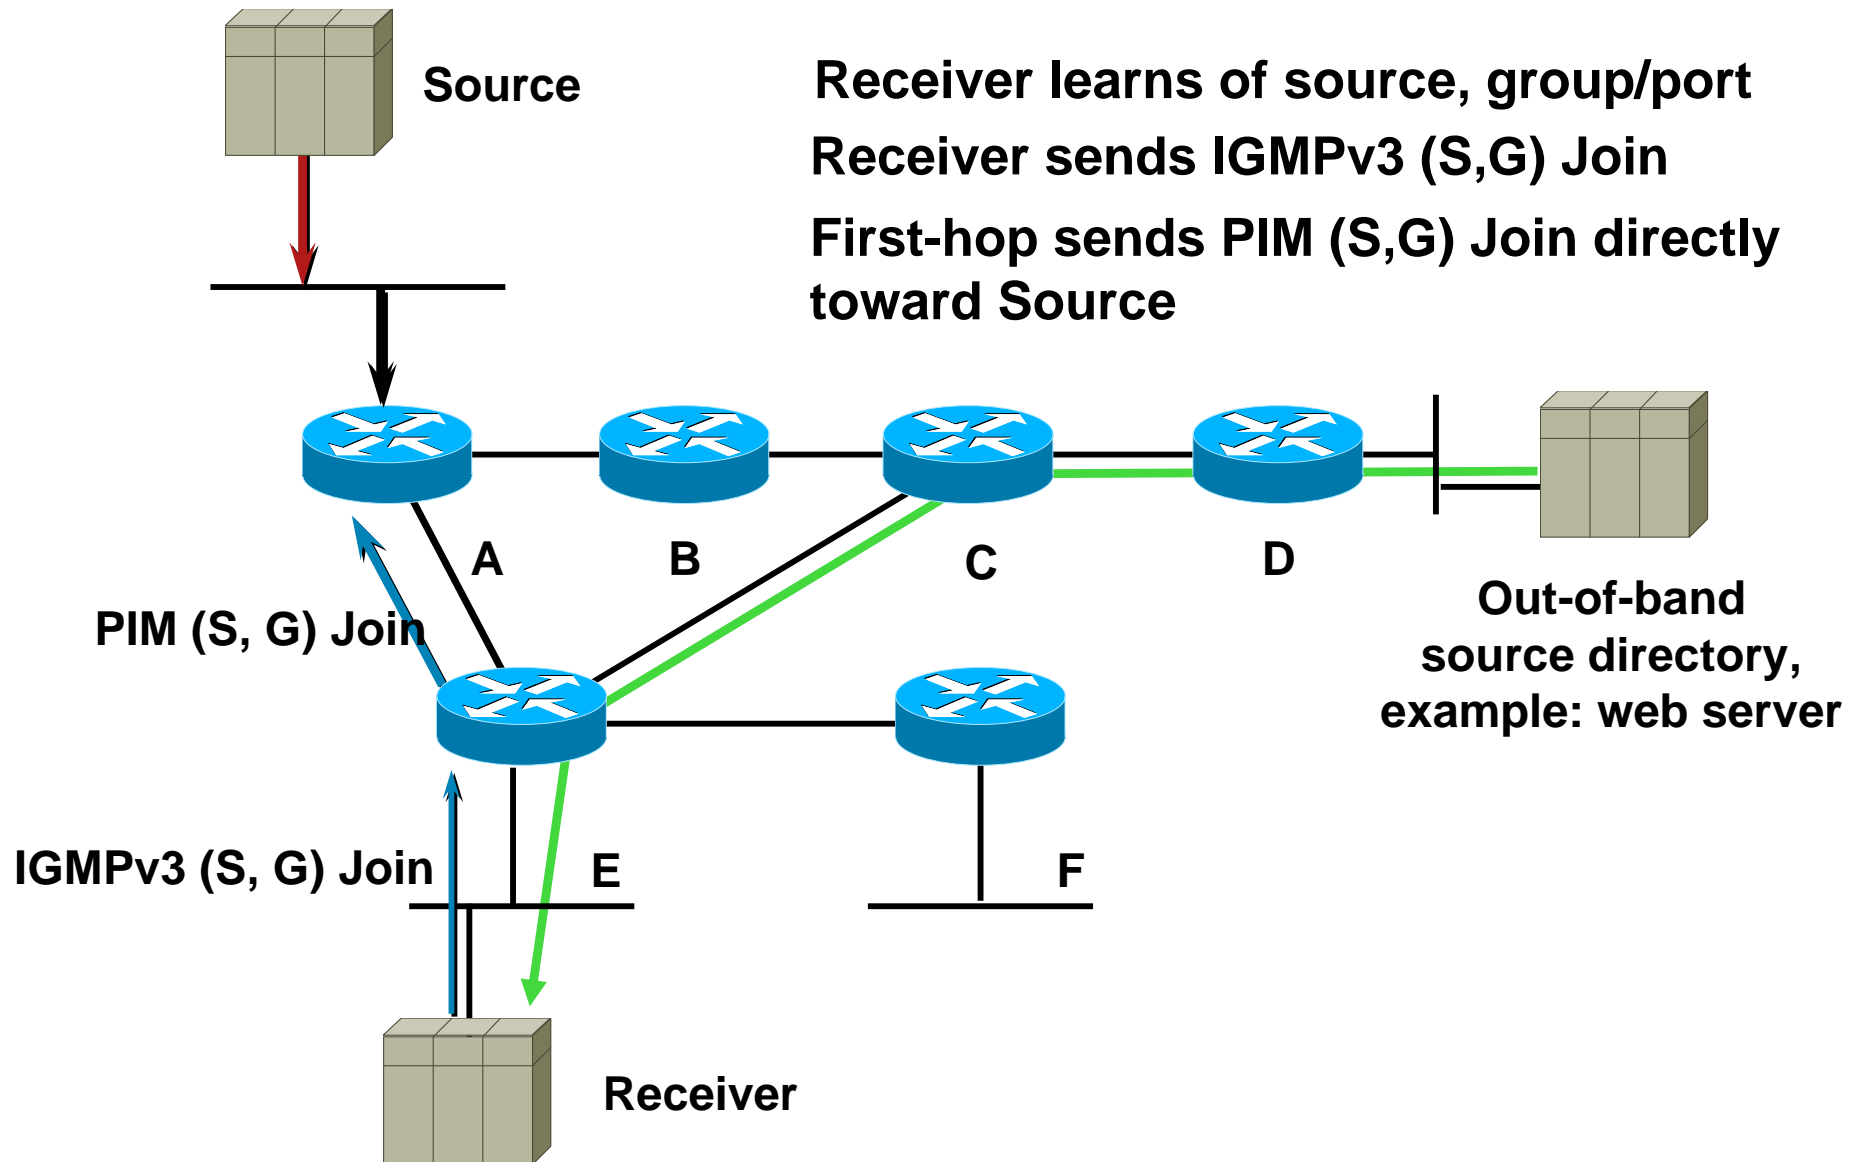 Source
Receiver learns of source, group/port
Receiver sends IGMPv3 (S,G) Join
First-hop sends PIM (S,G) Join directly
toward Source
A
B
C
D
PIM (S, G) Join
Out-of-band
source directory,
example: web server
IGMPv3 (S, G) Join
E
F
Receiver